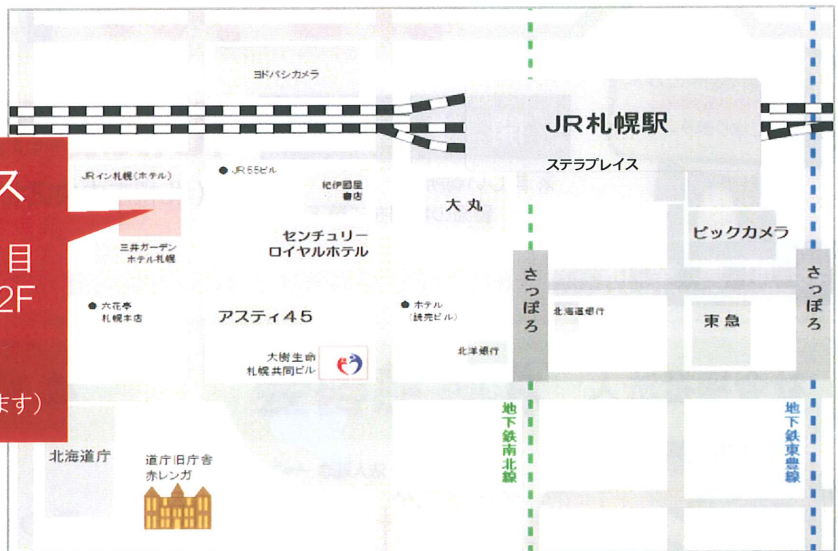 ヨドバシカメラ
JR札幌駅
ステラプレイス
ス
目
2F
ます)
JRイン札幌(ホテル)
● JR55ビル
紀伊國屋
書店
大丸
三井ガーデン
ホテル札幌
センチュリー
ロイヤルホテル
ビックカメラ
さっぽろ
さっぽろ
● 六花亭
札幌本店
アスティ45
● ホテル
(読売ビル)
北海道銀行
東急
大樹生命
札幌共同ビル
北洋銀行
地下鉄南北線
地下鉄東豊線
北海道庁
道庁旧庁舎
赤レンガ